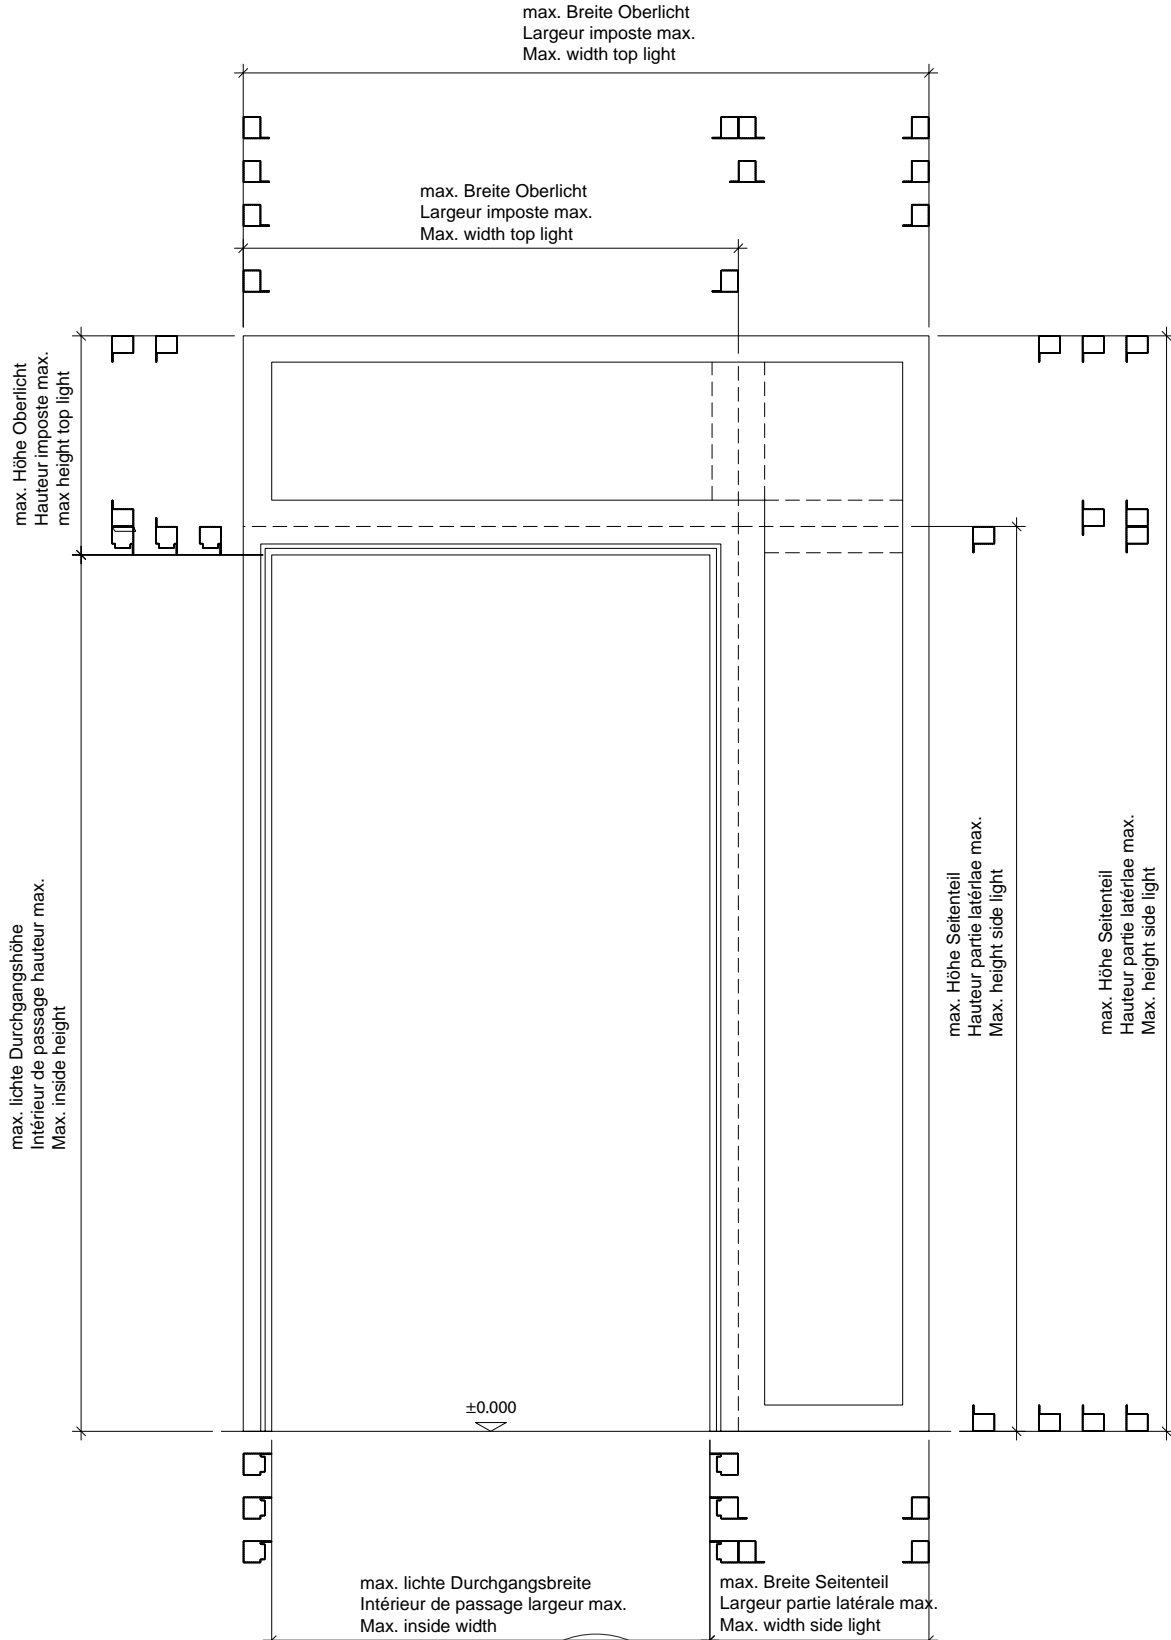 max. Breite Oberlicht
Largeur imposte max.
Max. width top light
max. Breite Oberlicht
Largeur imposte max.
Max. width top light
max. Höhe Oberlicht
Hauteur imposte max.
max height top light
max. lichte Durchgangshöhe
Intérieur de passage hauteur max.
Max. inside height
max. Höhe Seitenteil
Hauteur partie latérlae max.
Max. height side light
max. Höhe Seitenteil
Hauteur partie latérlae max.
Max. height side light
±0.000
max. lichte Durchgangsbreite
Intérieur de passage largeur max.
Max. inside width
max. Breite Seitenteil
Largeur partie latérale max.
Max. width side light